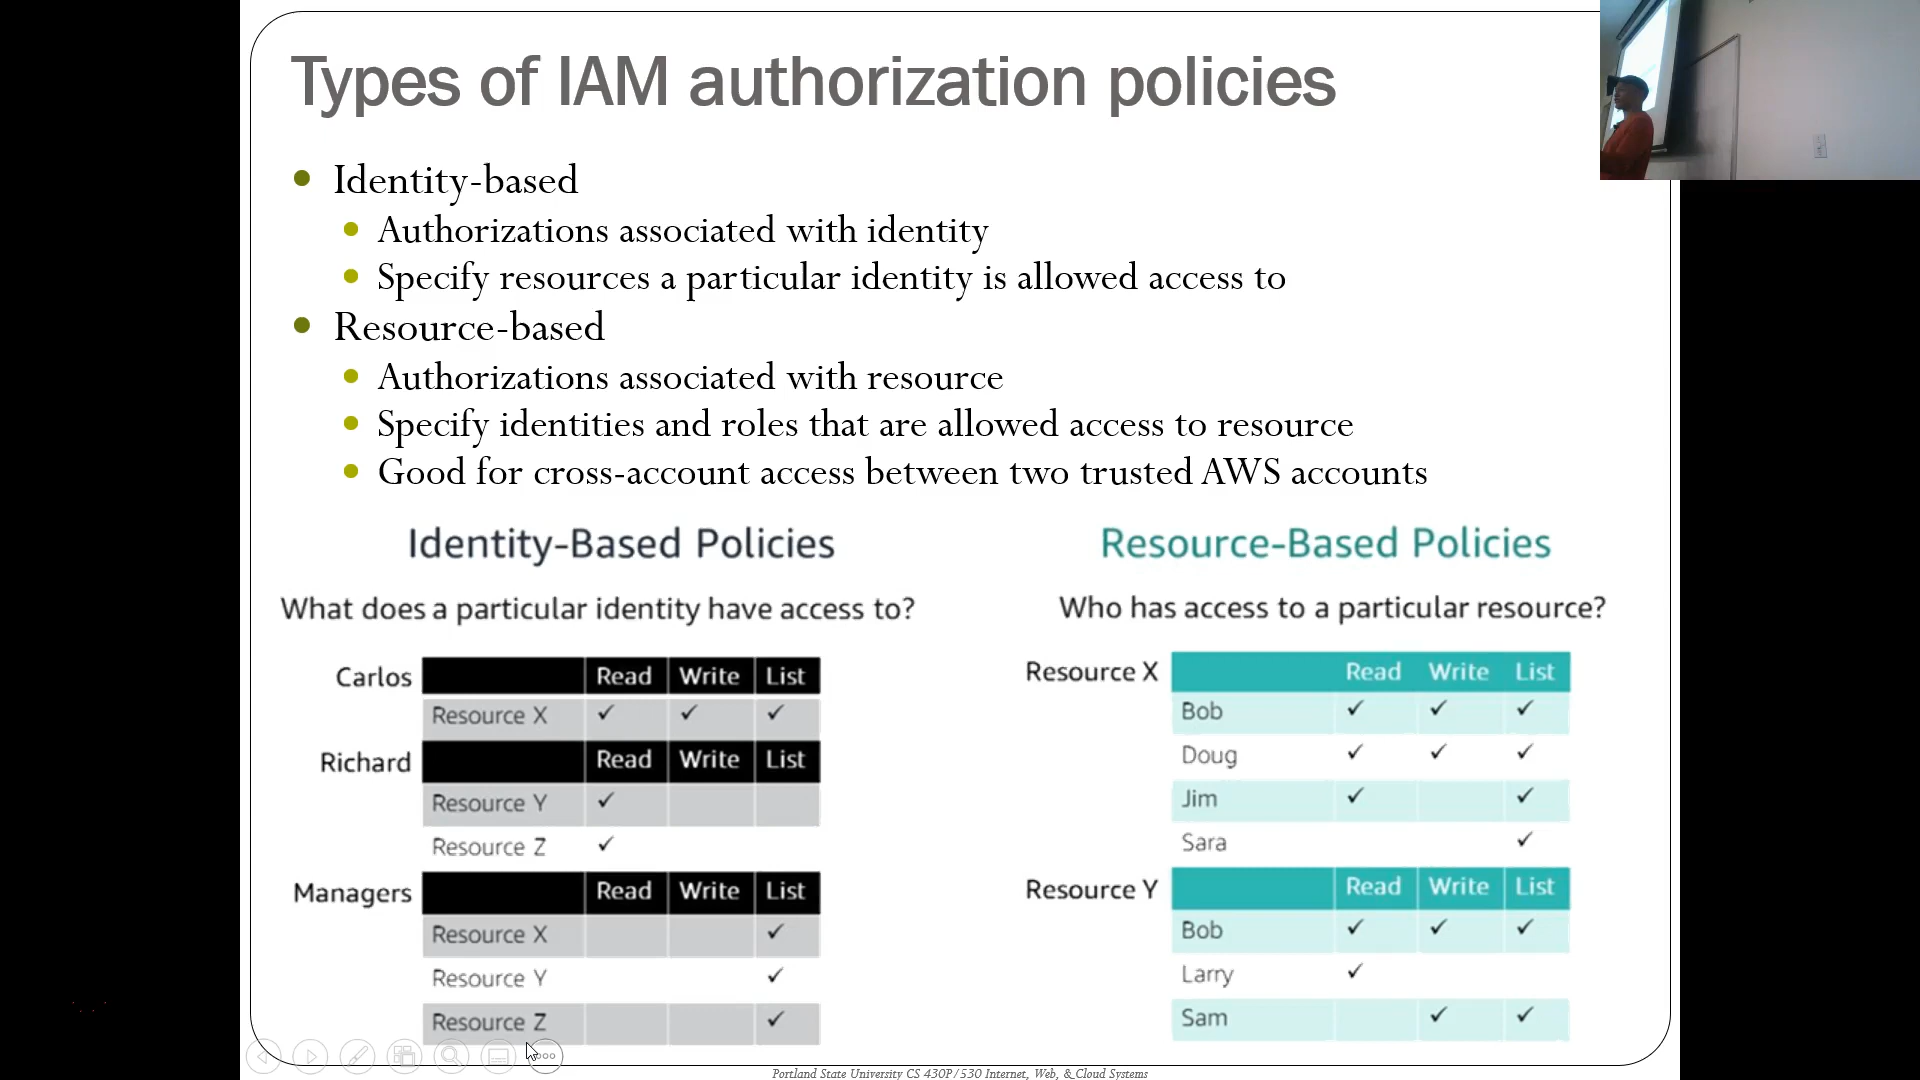 Types of IAM authorization policies
Identity-based
Authorizations associated with identity
Specify resources a particular identity is allowed access to
Resource-based
Authorizations associated with resource
Specify identities and roles that are allowed access to resource
Good for cross-account access between two trusted AWS accounts
Identity-Based Policies
What does a particular identity have access to?
Carlos Read Write List
Resource X ✓ ✓ ✓
Richard Read Write List
Resource Y ✓
Resource Z ✓
Managers Read Write List
Resource X ✓
Resource Y ✓
Resource Z ✓
Resource-Based Policies
Who has access to a particular resource?
Resource X Read Write List
Bob ✓ ✓ ✓
Doug ✓ ✓ ✓
Jim ✓ ✓
Sara ✓
Resource Y Read Write List
Bob ✓ ✓ ✓
Larry ✓
Sam ✓ ✓
Portland State University CS 430P/530 Internet, Web, & Cloud Systems